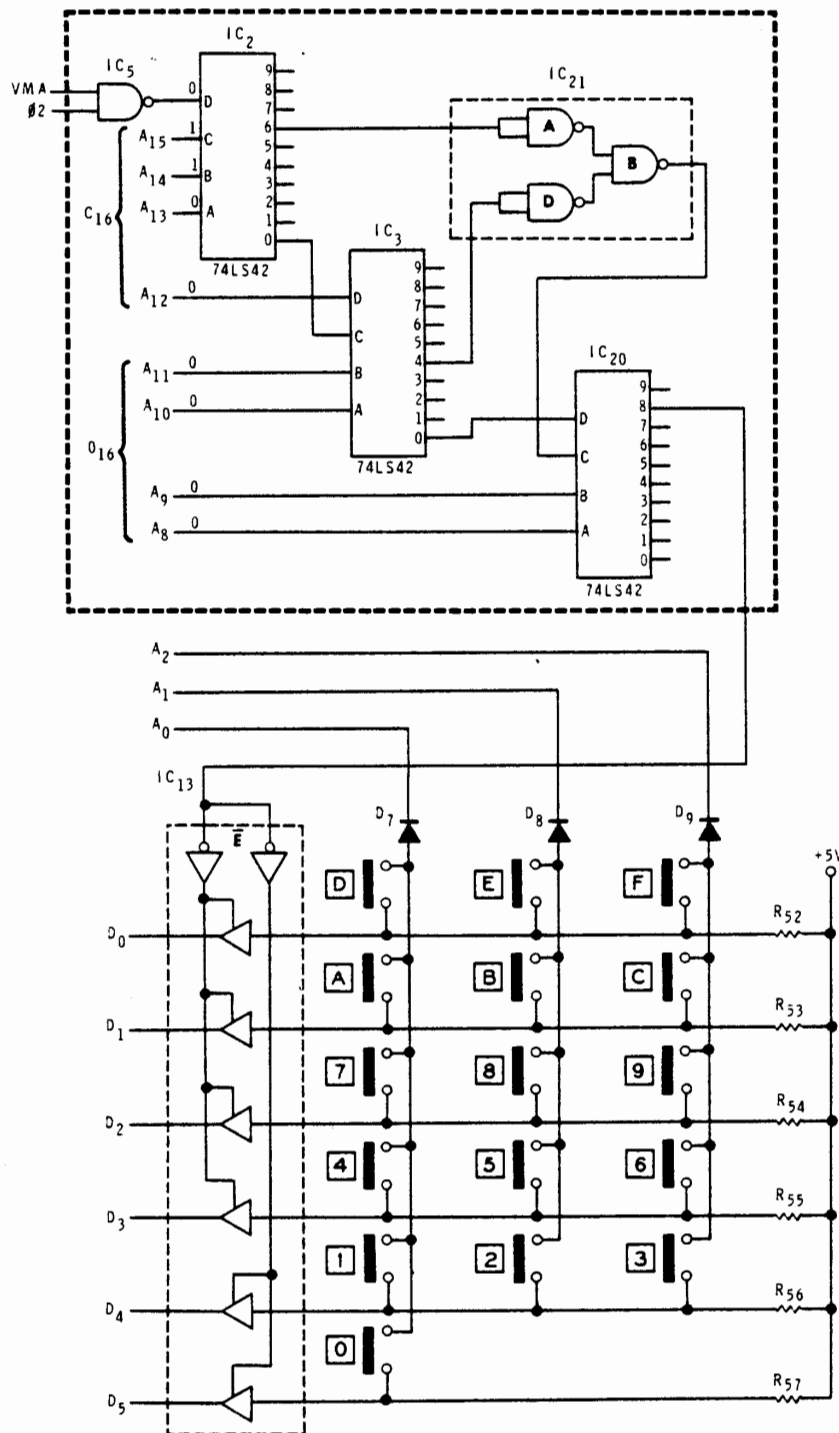 IC2
IC5
VMA
Ø2
0 D
A15 1 C
A14 1 B
A13 0 A
C16
9
8
7
6
5
4
3
2
1
0
74LS42
IC21
A
B
D
IC3
A12 0 D
C
A11 0 B
A10 0 A
016
9
8
7
6
5
4
3
2
1
0
74LS42
IC20
D
C
A9 0 B
A8 0 A
9
8
7
6
5
4
3
2
1
0
74LS42
A2
A1
A0
IC13
E̅
D7 D8 D9
+5V
D E F
D0 R52
A B C
D1 R53
7 8 9
D2 R54
4 5 6
D3 R55
1 2 3
D4 R56
0
D5 R57